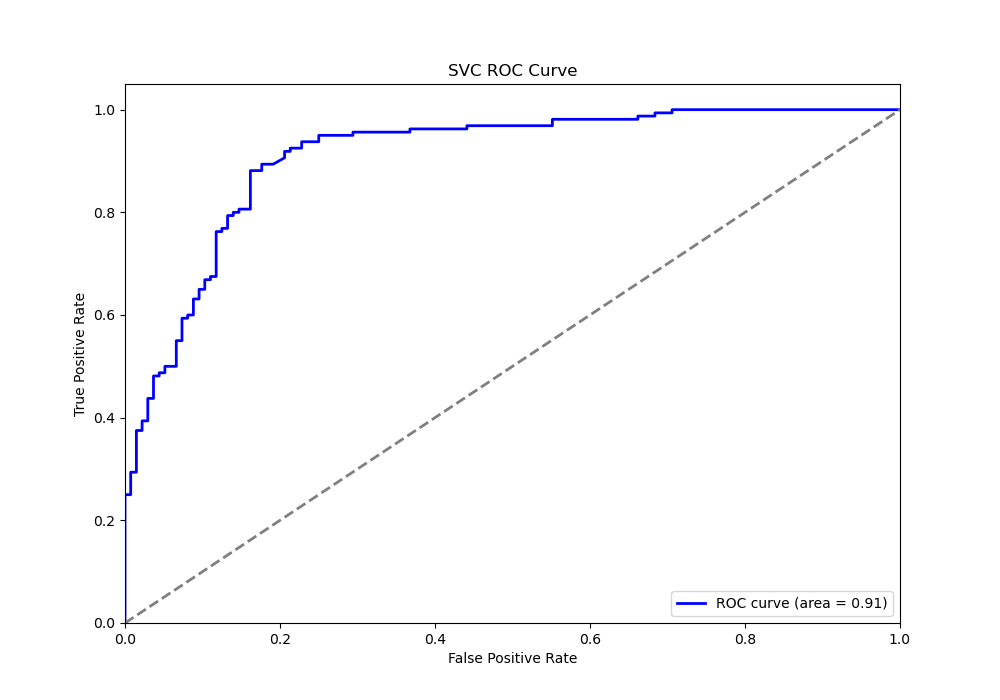 SVC ROC Curve
1.0
0.8
0.6
0.4
0.2
0.0
True Positive Rate
ROC curve (area = 0.91)
0.0 0.2 0.4 0.6 0.8 1.0
False Positive Rate